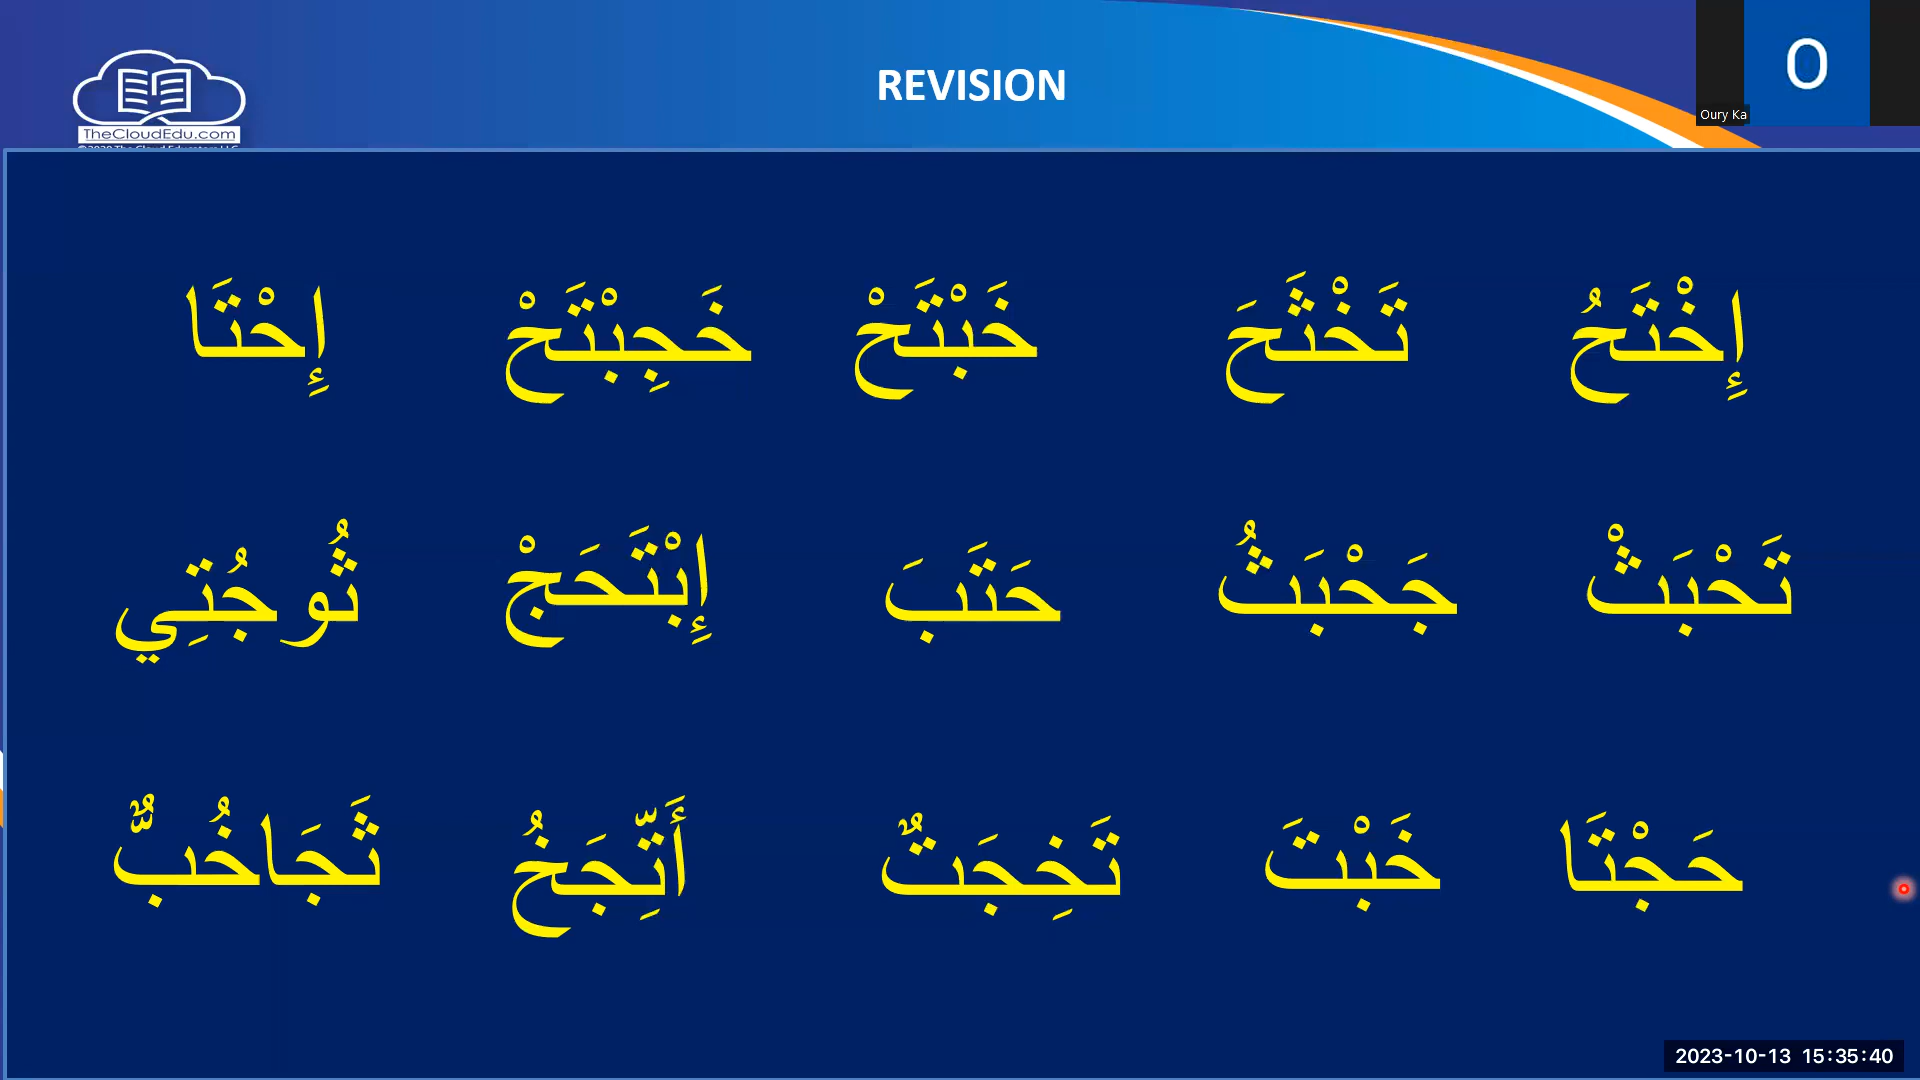 REVISION
O
Oury Ka
TheCloudEdu.com
إِخْتَحُ تَخْثَحَ خَبْتَحْ خَجِبْتَحْ إِحْتَا
تَحْبَبْثْ جَجْبَبَثُ حَتَبَ إِبْتَحَجْ ثُوجُتِي
حَجْتَا خَبْتَ تَخِجَتٌ أَتِّجَخُ ثَجَاخُبٌّ
2023-10-13 15:35:40